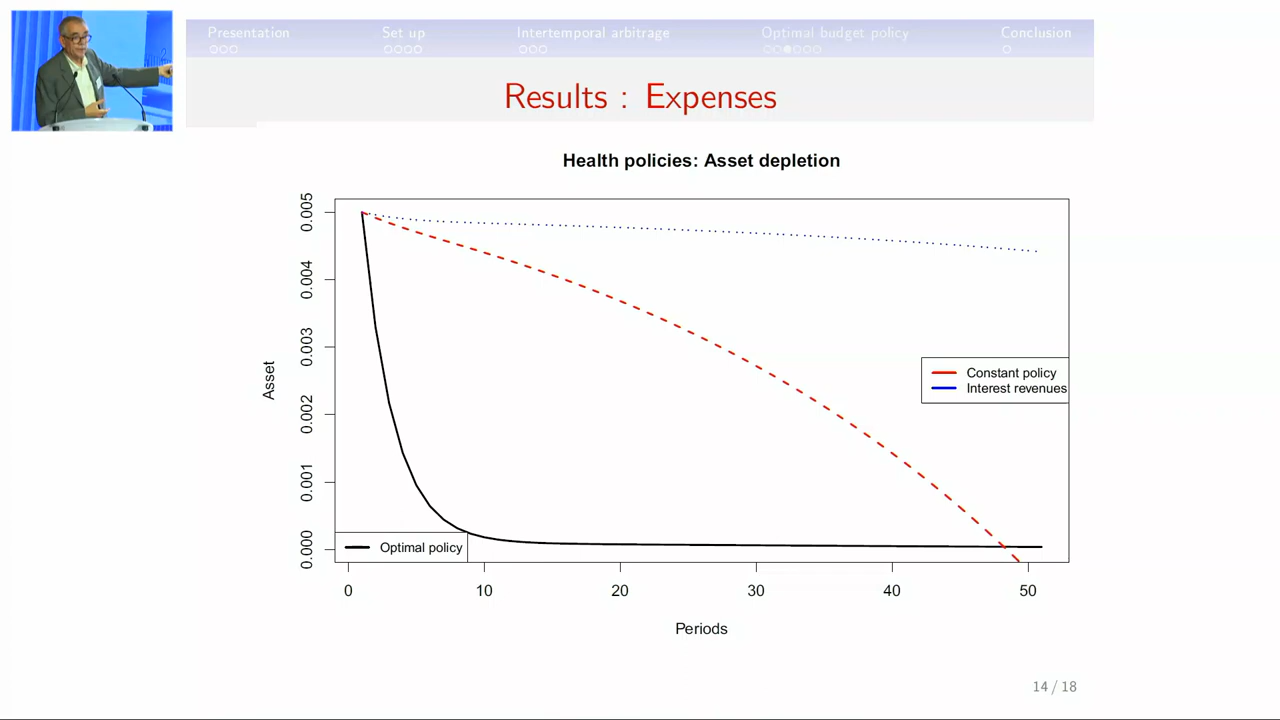 Presentation Set up Intertemporal arbitrage Optimal budget policy Conclusion
Results : Expenses
Health policies: Asset depletion
0.005
0.004
0.003
0.002
0.001
0.000
Asset
Constant policy
Interest revenues
Optimal policy
0 10 20 30 40 50
Periods
14 / 18